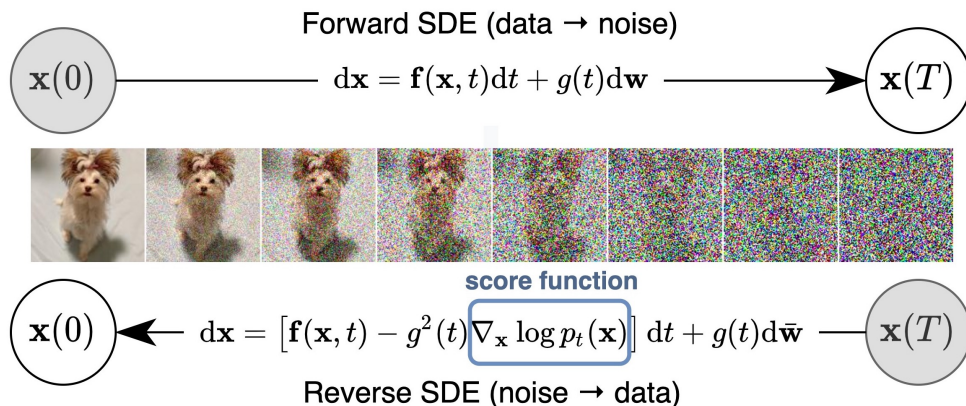 Forward SDE (data → noise)
x(0) dx = f(x, t)dt + g(t)dw x(T)
score function
x(0) dx = [f(x, t) − g²(t)∇ₓ log pₜ(x)] dt + g(t)dw̄ x(T)
Reverse SDE (noise → data)